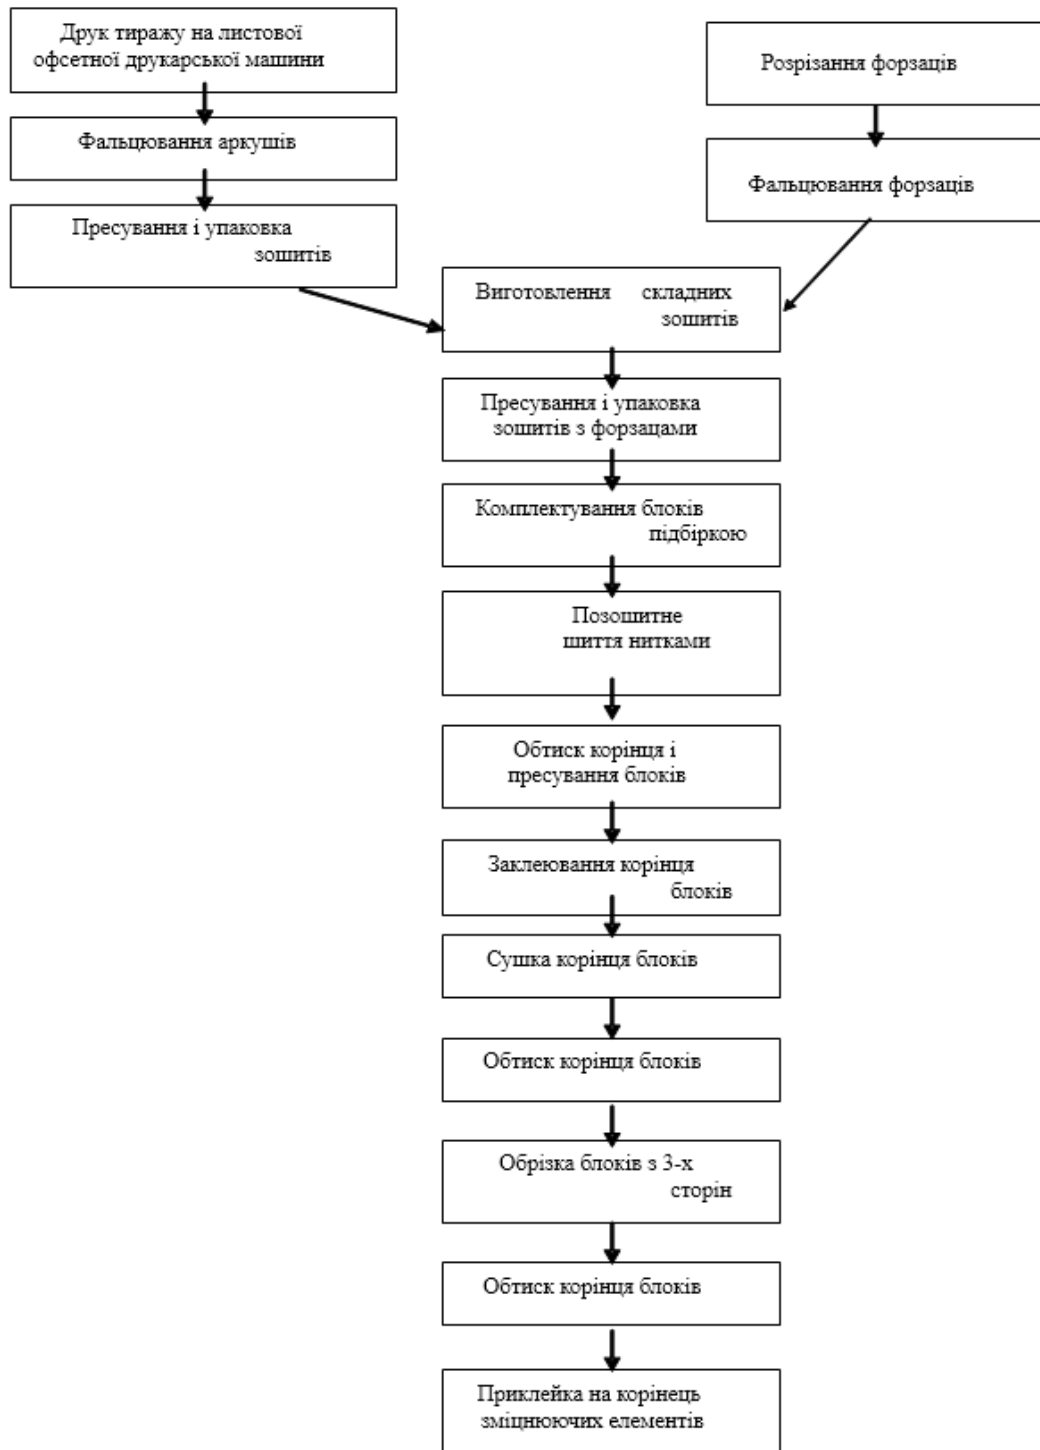 Друк тиражу на листової
офсетної друкарської машини
Фальцювання аркушів
Пресування і упаковка
зошитів
Розрізання форзаців
Фальцювання форзаців
Виготовлення складних
зошитів
Пресування і упаковка
зошитів з форзацами
Комплектування блоків
підбіркою
Позошитне
шиття нитками
Обтиск корінця і
пресування блоків
Заклеювання корінця
блоків
Сушка корінця блоків
Обтиск корінця блоків
Обрізка блоків з 3-х
сторін
Обтиск корінця блоків
Приклейка на корінець
зміцнюючих елементів